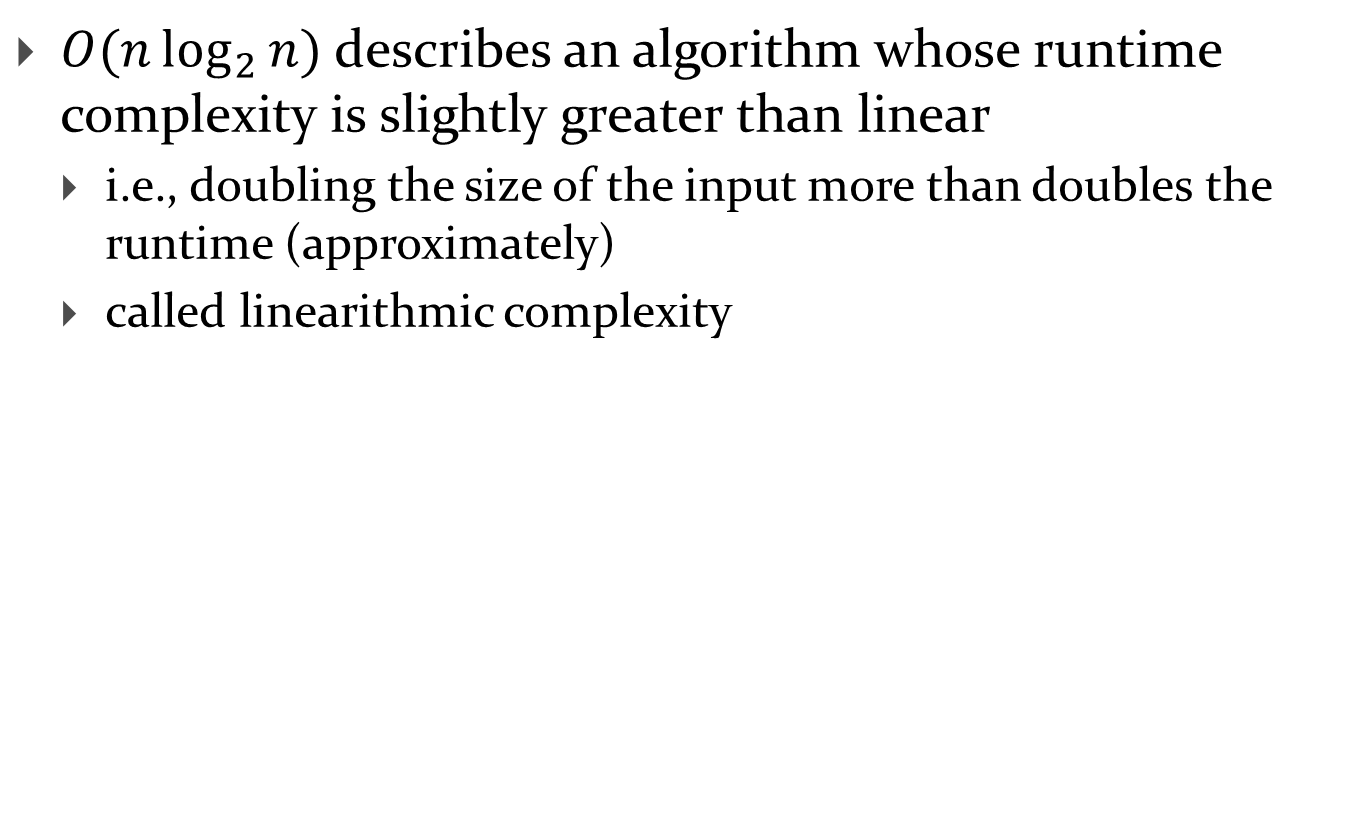 O(n log₂ n) describes an algorithm whose runtime
complexity is slightly greater than linear
i.e., doubling the size of the input more than doubles the
runtime (approximately)
called linearithmic complexity